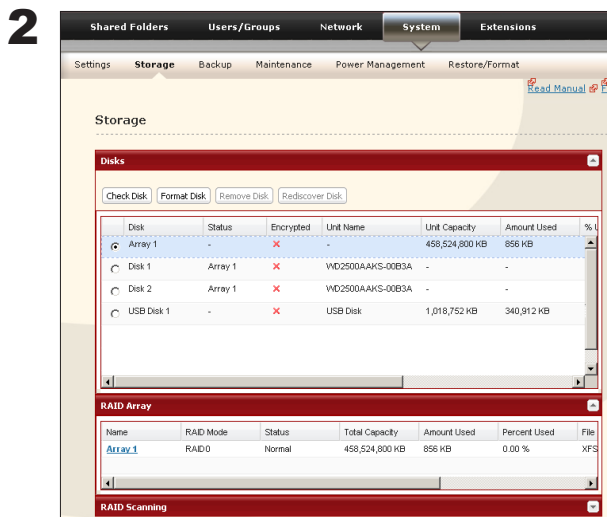 2
Shared Folders Users/Groups Network System Extensions
Settings Storage Backup Maintenance Power Management Restore/Format
Read Manual F
Storage
Disks
Check Disk Format Disk Remove Disk Rediscover Disk
Disk Status Encrypted Unit Name Unit Capacity Amount Used % U
Array 1 - - 458,524,800 KB 856 KB
Disk 1 Array 1 WD2500AAKS-00B3A - -
Disk 2 Array 1 WD2500AAKS-00B3A - -
USB Disk 1 - USB Disk 1,018,752 KB 340,912 KB
RAID Array
Name RAID Mode Status Total Capacity Amount Used Percent Used File
Array 1 RAID0 Normal 458,524,800 KB 856 KB 0.00 % XFS
RAID Scanning